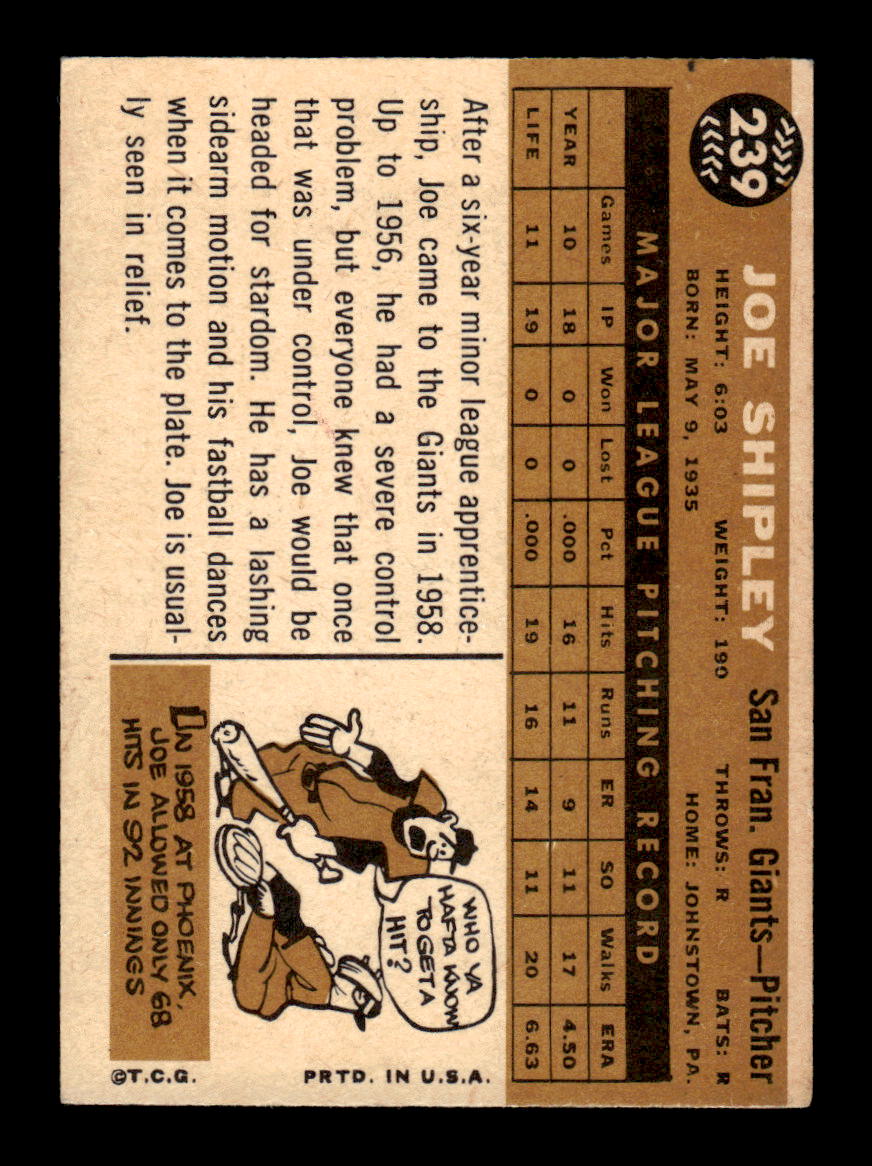 239
JOE SHIPLEY San Fran. Giants—Pitcher
HEIGHT: 6:03 WEIGHT: 190 THROWS: R BATS: R
BORN: MAY 9, 1935 HOME: JOHNSTOWN, PA.
MAJOR LEAGUE PITCHING RECORD
Games IP Won Lost Pct Hits Runs ER SO Walks ERA
YEAR 10 18 0 0 .000 16 11 9 11 17 4.50
LIFE 11 19 0 0 .000 19 16 14 11 20 6.63
After a six-year minor league apprentice-
ship, Joe came to the Giants in 1958.
Up to 1956, he had a severe control
problem, but everyone knew that once
that was under control, Joe would be
headed for stardom. He has a lashing
sidearm motion and his fastball dances
when it comes to the plate. Joe is usual-
ly seen in relief.
WHO YA
HAFTA KNOW
TO GET A
HIT?
IN 1958 AT PHOENIX,
JOE ALLOWED ONLY 68
HITS IN 92 INNINGS
©T.C.G. PRTD. IN U.S.A.